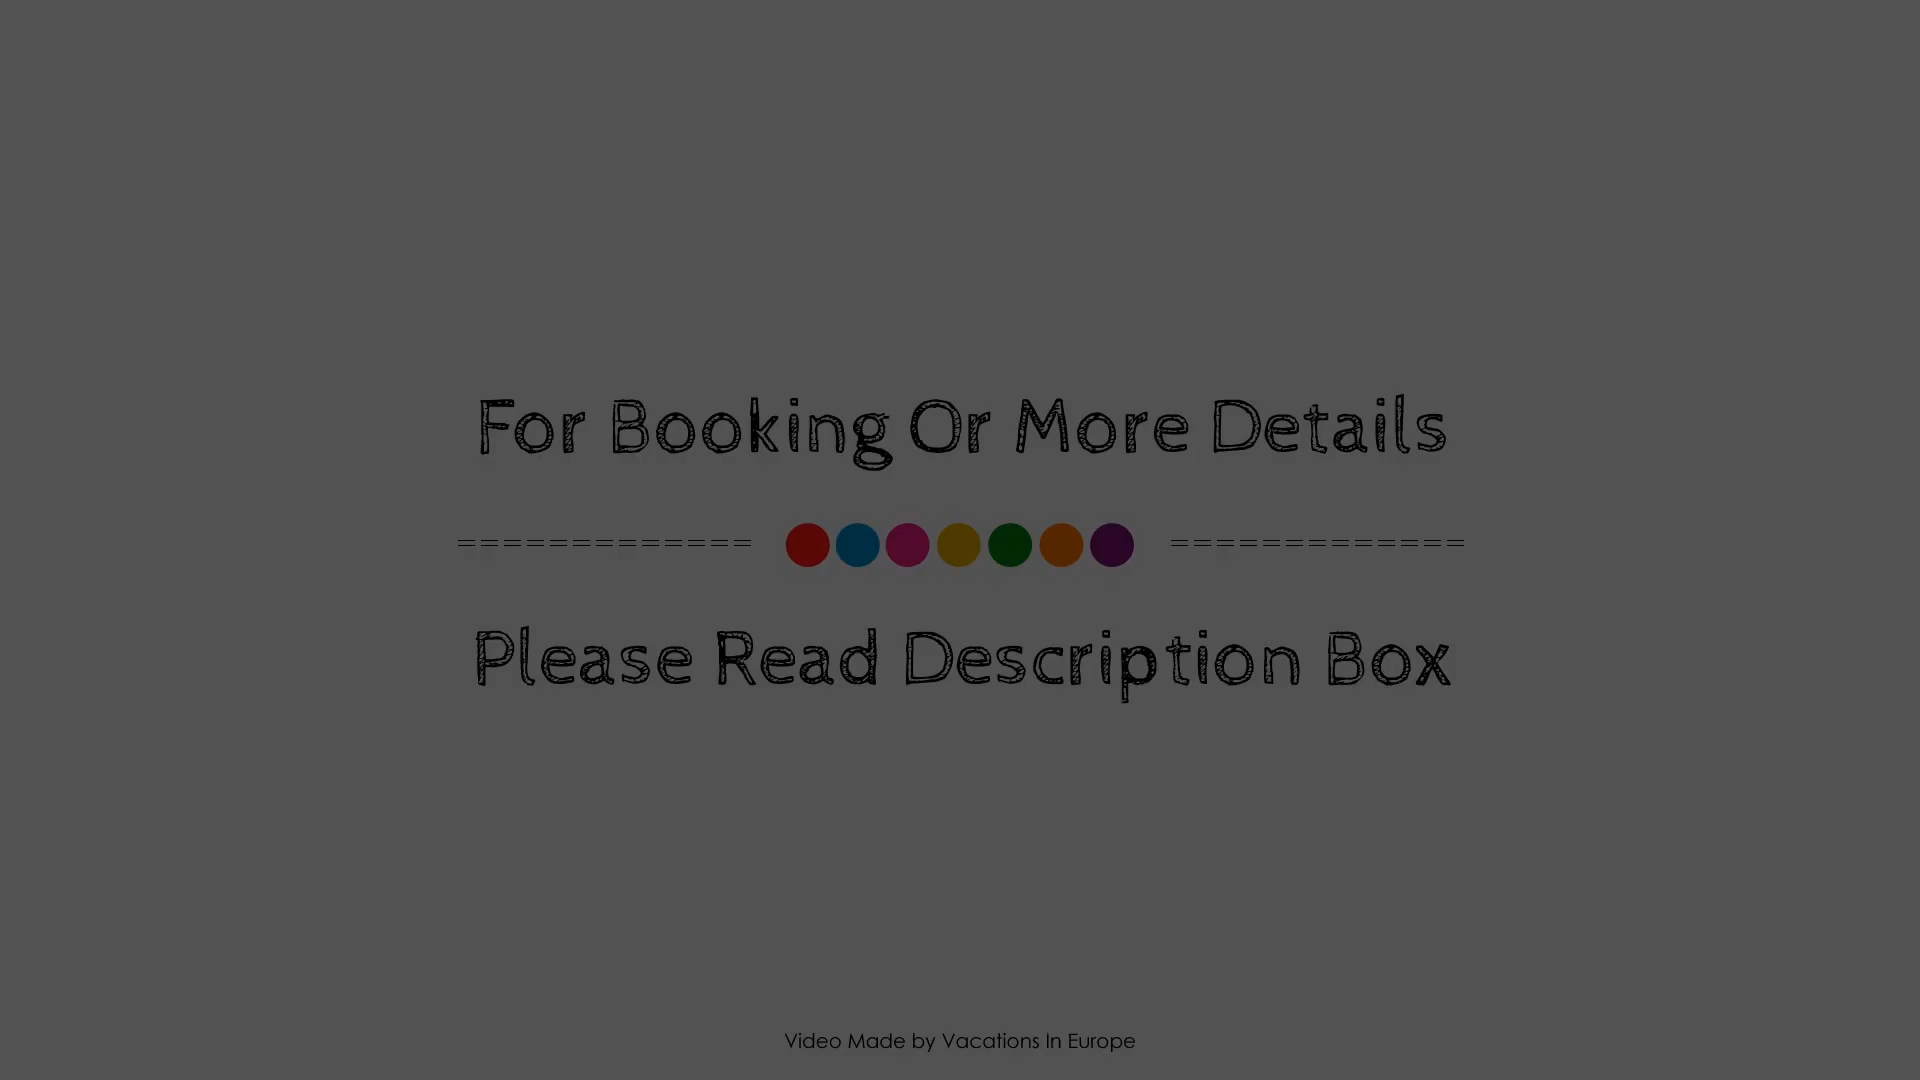 For Booking Or More Details
============= =============
Please Read Description Box
Video Made by Vacations In Europe